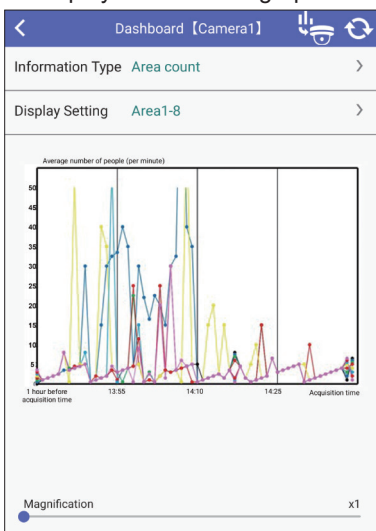 Dashboard【Camera1】
Information Type Area count
Display Setting Area1-8
Average number of people (per minute)
50
45
40
35
30
25
20
15
10
5
1 hour before
acquisition time
13:55
14:10
14:25
Acquisition time
Magnification x1